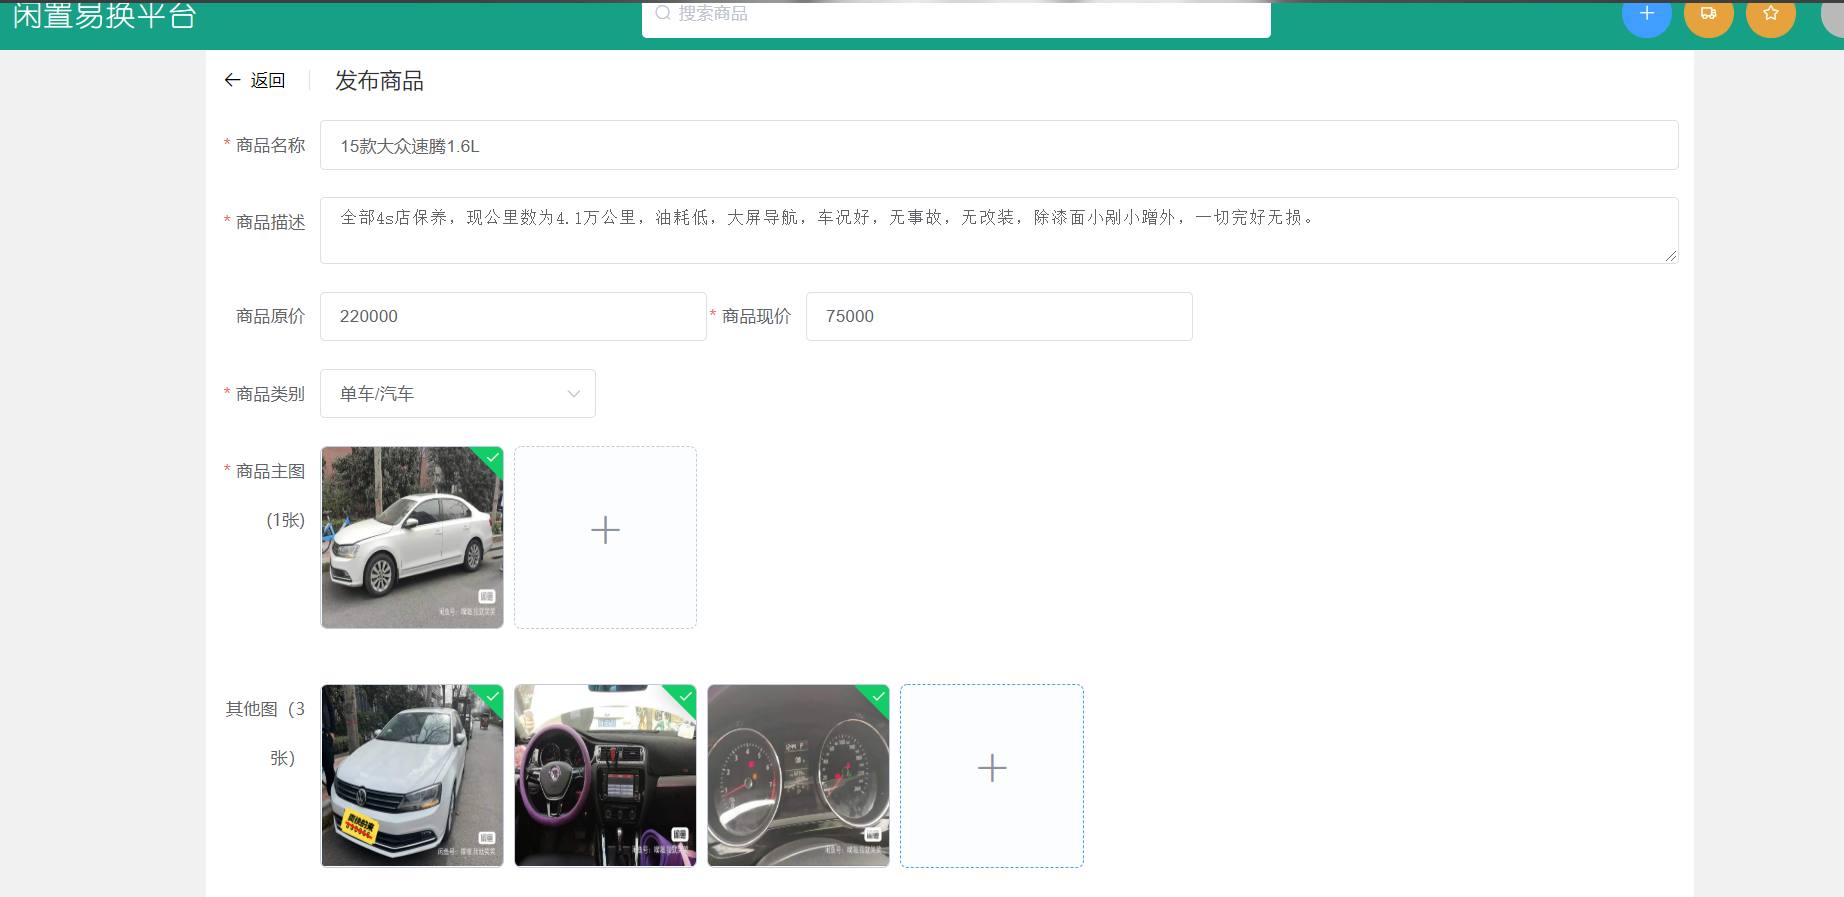 闲置易换平台
搜索商品
返回
发布商品
* 商品名称
15款大众速腾1.6L
* 商品描述
全部4s店保养，现公里数为4.1万公里，油耗低，大屏导航，车况好，无事故，无改装，除漆面小剐小蹭外，一切完好无损。
商品原价
220000
* 商品现价
75000
* 商品类别
单车/汽车
* 商品主图
(1张)
其他图（3
张）